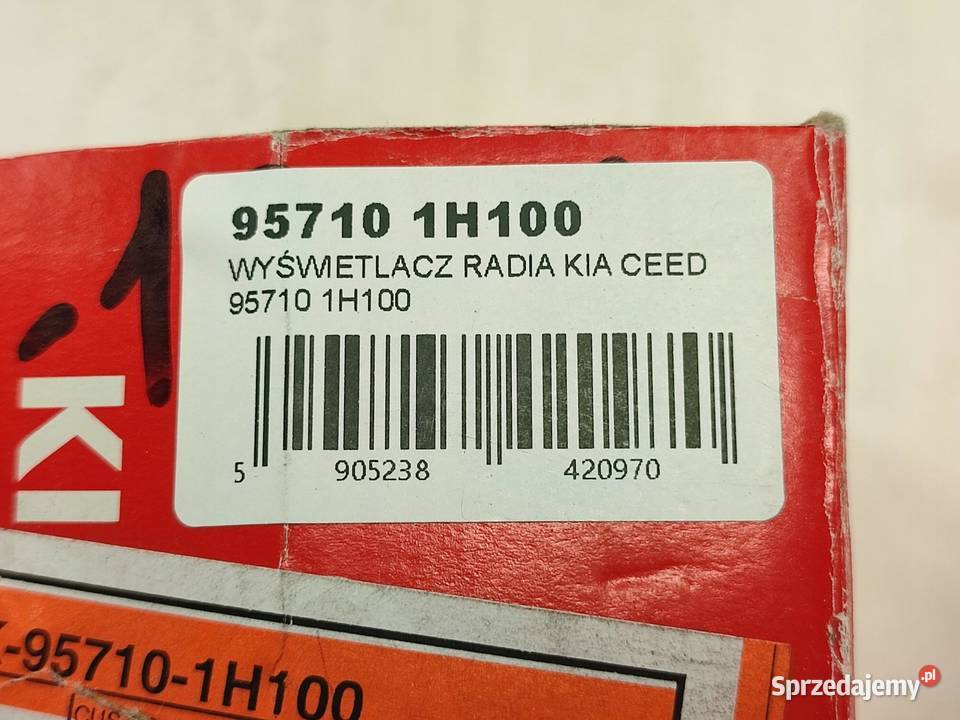 95710 1H100
WYŚWIETLACZ RADIA KIA CEED
95710 1H100
5 905238 420970
KI
-95710-1H100
Sprzedajemy.pl